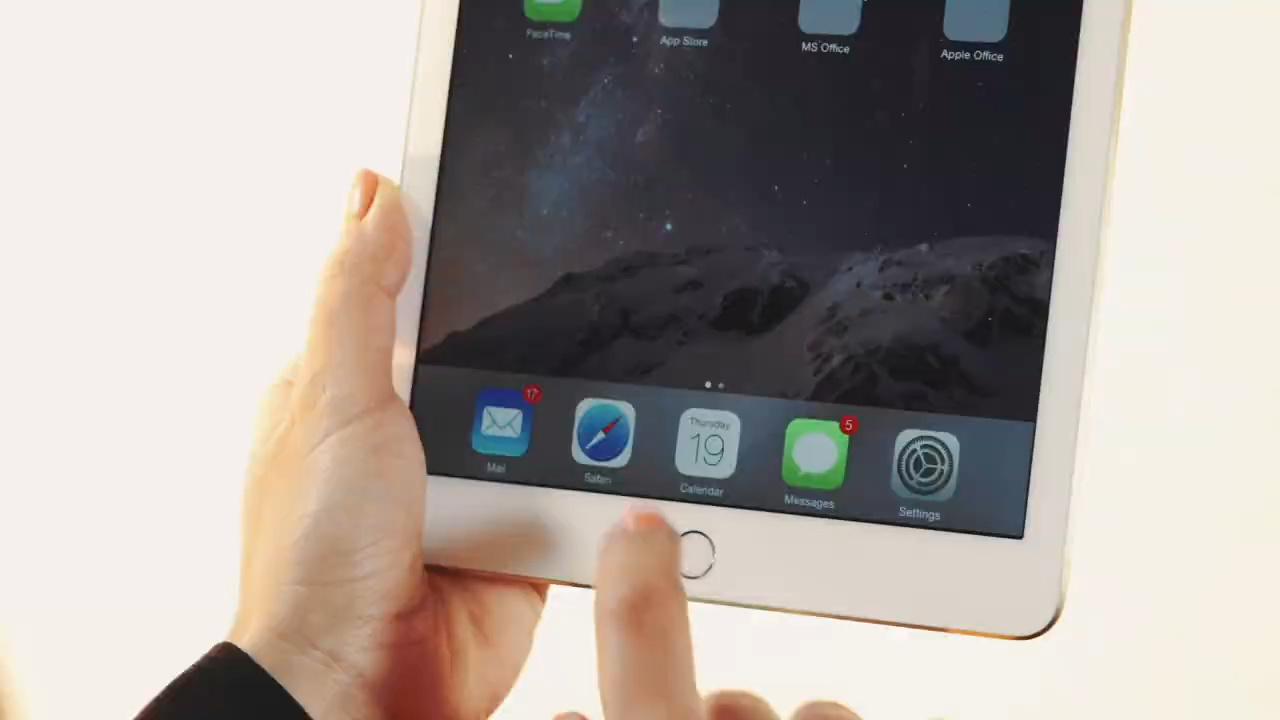 FaceTime
App Store
MS Office
Apple Office
17
Thursday
19
5
Mail
Safari
Calendar
Messages
Settings